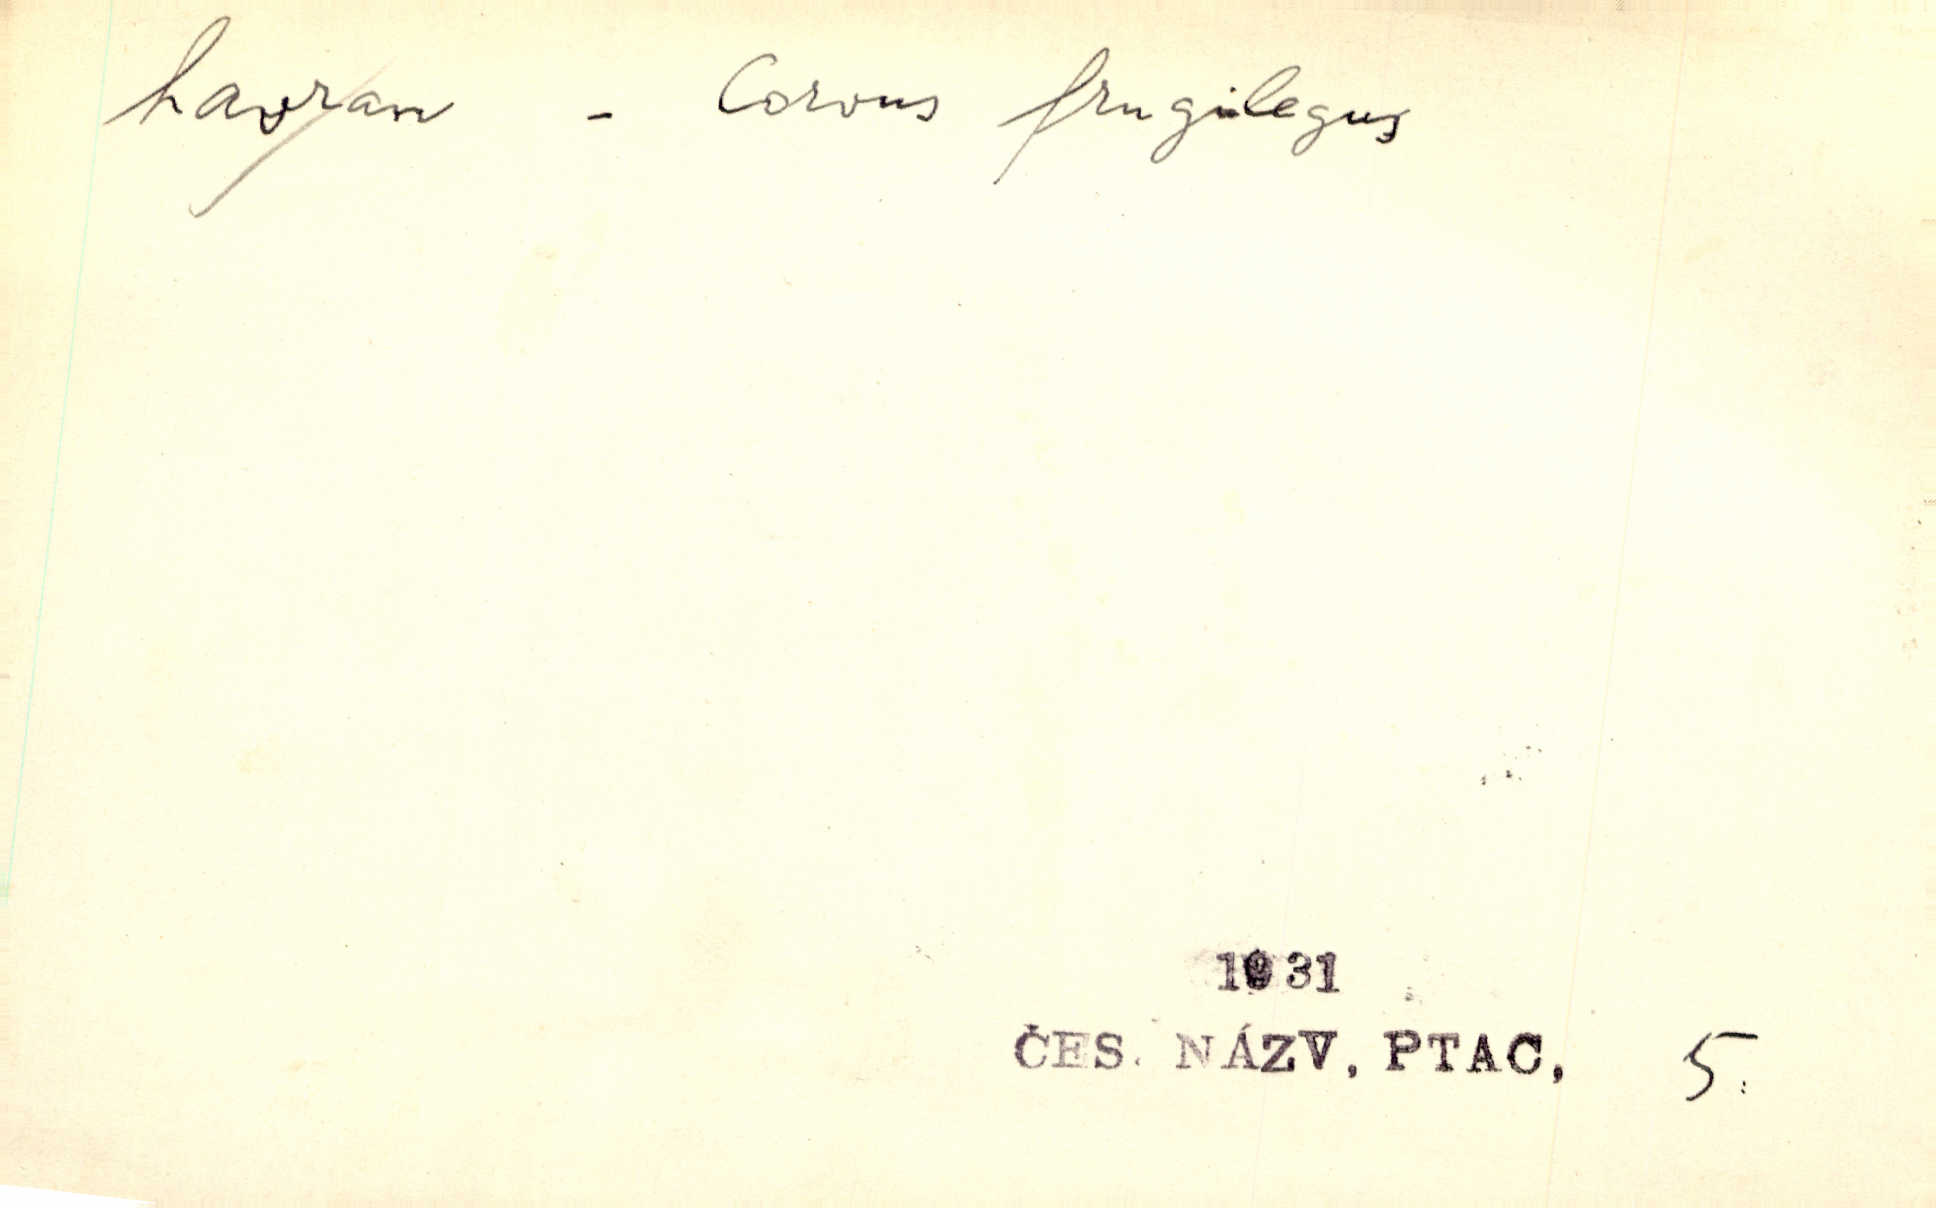 havran - Corvus frugilegus
1931
ČES. NÁZV, PTAC, 5.